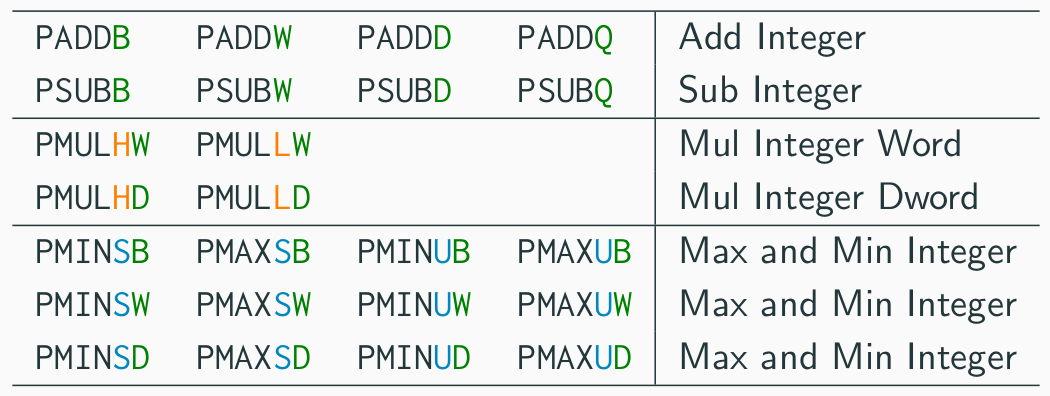 PADDB PADDW PADDD PADDQ Add Integer
PSUBB PSUBW PSUBD PSUBQ Sub Integer
PMULHW PMULLW Mul Integer Word
PMULHD PMULLD Mul Integer Dword
PMINSB PMAXSB PMINUB PMAXUB Max and Min Integer
PMINSW PMAXSW PMINUW PMAXUW Max and Min Integer
PMINSD PMAXSD PMINUD PMAXUD Max and Min Integer